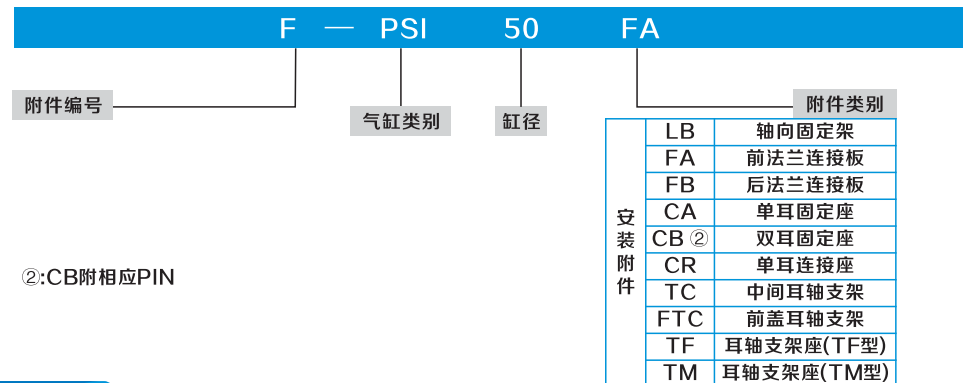 F — PSI 50 FA
附件编号
气缸类别
缸径
附件类别
安装附件
LB 轴向固定架
FA 前法兰连接板
FB 后法兰连接板
CA 单耳固定座
CB ② 双耳固定座
CR 单耳连接座
TC 中间耳轴支架
FTC 前盖耳轴支架
TF 耳轴支架座(TF型)
TM 耳轴支架座(TM型)
②:CB附相应PIN